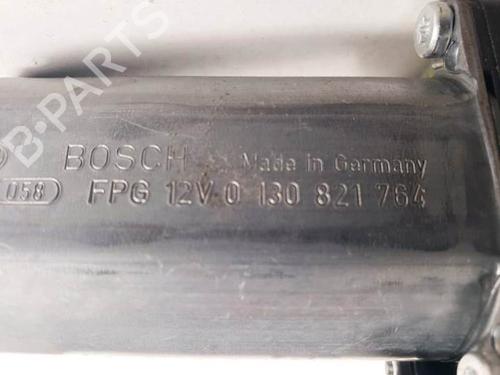 B-PARTS
BOSCH Made in Germany
058 FPG 12V 0 130 821 764